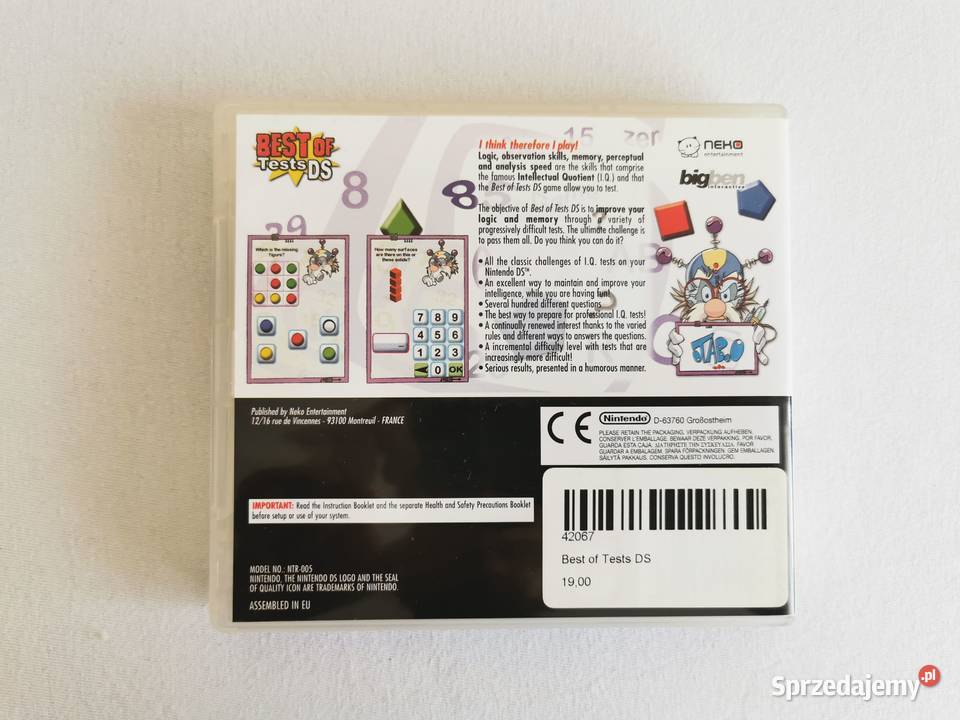 BEST OF
Tests DS
8
8
29
15
zer
3
?
I think therefore I play!
Logic, observation skills, memory, perceptual
and analysis speed are the skills that comprise
the famous Intellectual Quotient (I.Q.) and that
the Best of Tests DS game allow you to test.
The objective of Best of Tests DS is to improve your
logic and memory through a variety of
progressively difficult tests. The ultimate challenge is
to pass them all. Do you think you can do it?
• All the classic challenges of I.Q. tests on your
Nintendo DS™.
• An excellent way to maintain and improve your
intelligence, while you are having fun!
• Several hundred different questions
• The best way to prepare for professional I.Q. tests!
• A continually renewed interest thanks to the varied
rules and different ways to answers the questions.
• A incremental difficulty level with tests that are
increasingly more difficult!
• Serious results, presented in a humorous manner.
neko
entertainment
bigben
interactive
Which is the missing
figure?
How many surfaces
are there on this or
these solids?
7 8 9
4 5 6
1 2 3
0 OK
Published by Neko Entertainment
12/16 rue de Vincennes - 93100 Montreuil - FRANCE
CE
Nintendo D-63760 Großostheim
PLEASE RETAIN THE PACKAGING. VERPACKUNG AUFHEBEN.
CONSERVER L'EMBALLAGE. BEWAAR DEZE VERPAKKING. POR FAVOR,
GUARDA ESTA CAJA. ΔΙΑΤΗΡΗΣΤΕ ΤΗΝ ΣΥΣΚΕΥΑΣΙΑ. FAVOR
GUARDAR A EMBALAGEM. SPARA FÖRPACKNINGEN. GEM EMBALLAGEN.
SÄILYTÄ PAKKAUS. CONSERVA QUESTO INVOLUCRO.
IMPORTANT: Read the Instruction Booklet and the separate Health and Safety Precautions Booklet
before setup or use of your system.
MODEL NO.: NTR-005
NINTENDO, THE NINTENDO DS LOGO AND THE SEAL
OF QUALITY ICON ARE TRADEMARKS OF NINTENDO.
ASSEMBLED IN EU
42067
Best of Tests DS
19,00
Sprzedajemy.pl